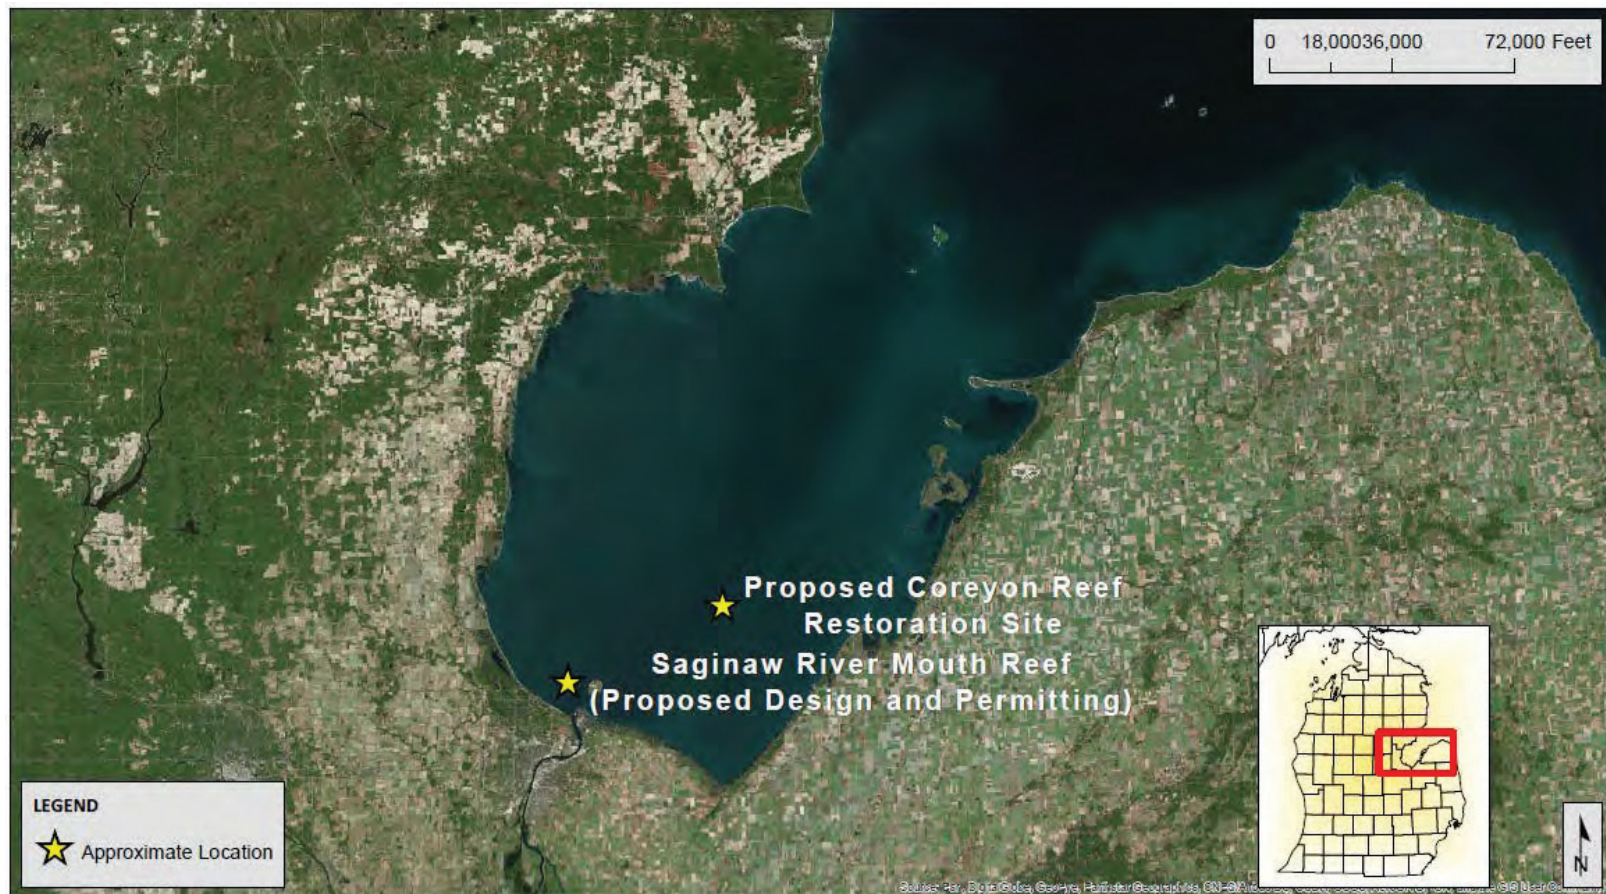 0 18,00036,000 72,000 Feet
Proposed Coreyon Reef
Restoration Site
Saginaw River Mouth Reef
(Proposed Design and Permitting)
LEGEND
Approximate Location
N